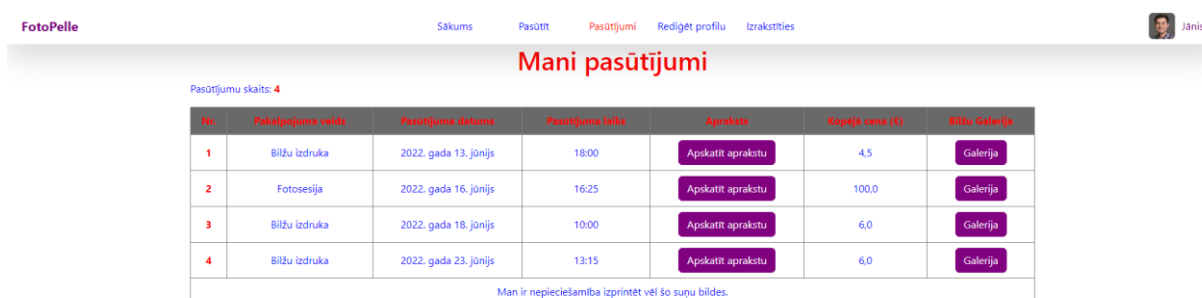 FotoPelle Sākums Pasūtīt Pasūtījumi Rediģēt profilu Izrakstīties Jānis
Mani pasūtījumi
Pasūtījumu skaits: 4
Nr. Pakalpojuma veids Pasūtījuma datums Pasūtījuma laiks Apraksts Kopējā cena (€) Bilžu Galerija
1 Bilžu izdruka 2022. gada 13. jūnijs 18:00 Apskatīt aprakstu 4,5 Galerija
2 Fotosesija 2022. gada 16. jūnijs 16:25 Apskatīt aprakstu 100,0 Galerija
3 Bilžu izdruka 2022. gada 18. jūnijs 10:00 Apskatīt aprakstu 6,0 Galerija
4 Bilžu izdruka 2022. gada 23. jūnijs 13:15 Apskatīt aprakstu 6,0 Galerija
Man ir nepieciešamība izprintēt vēl šo suņu bildes.